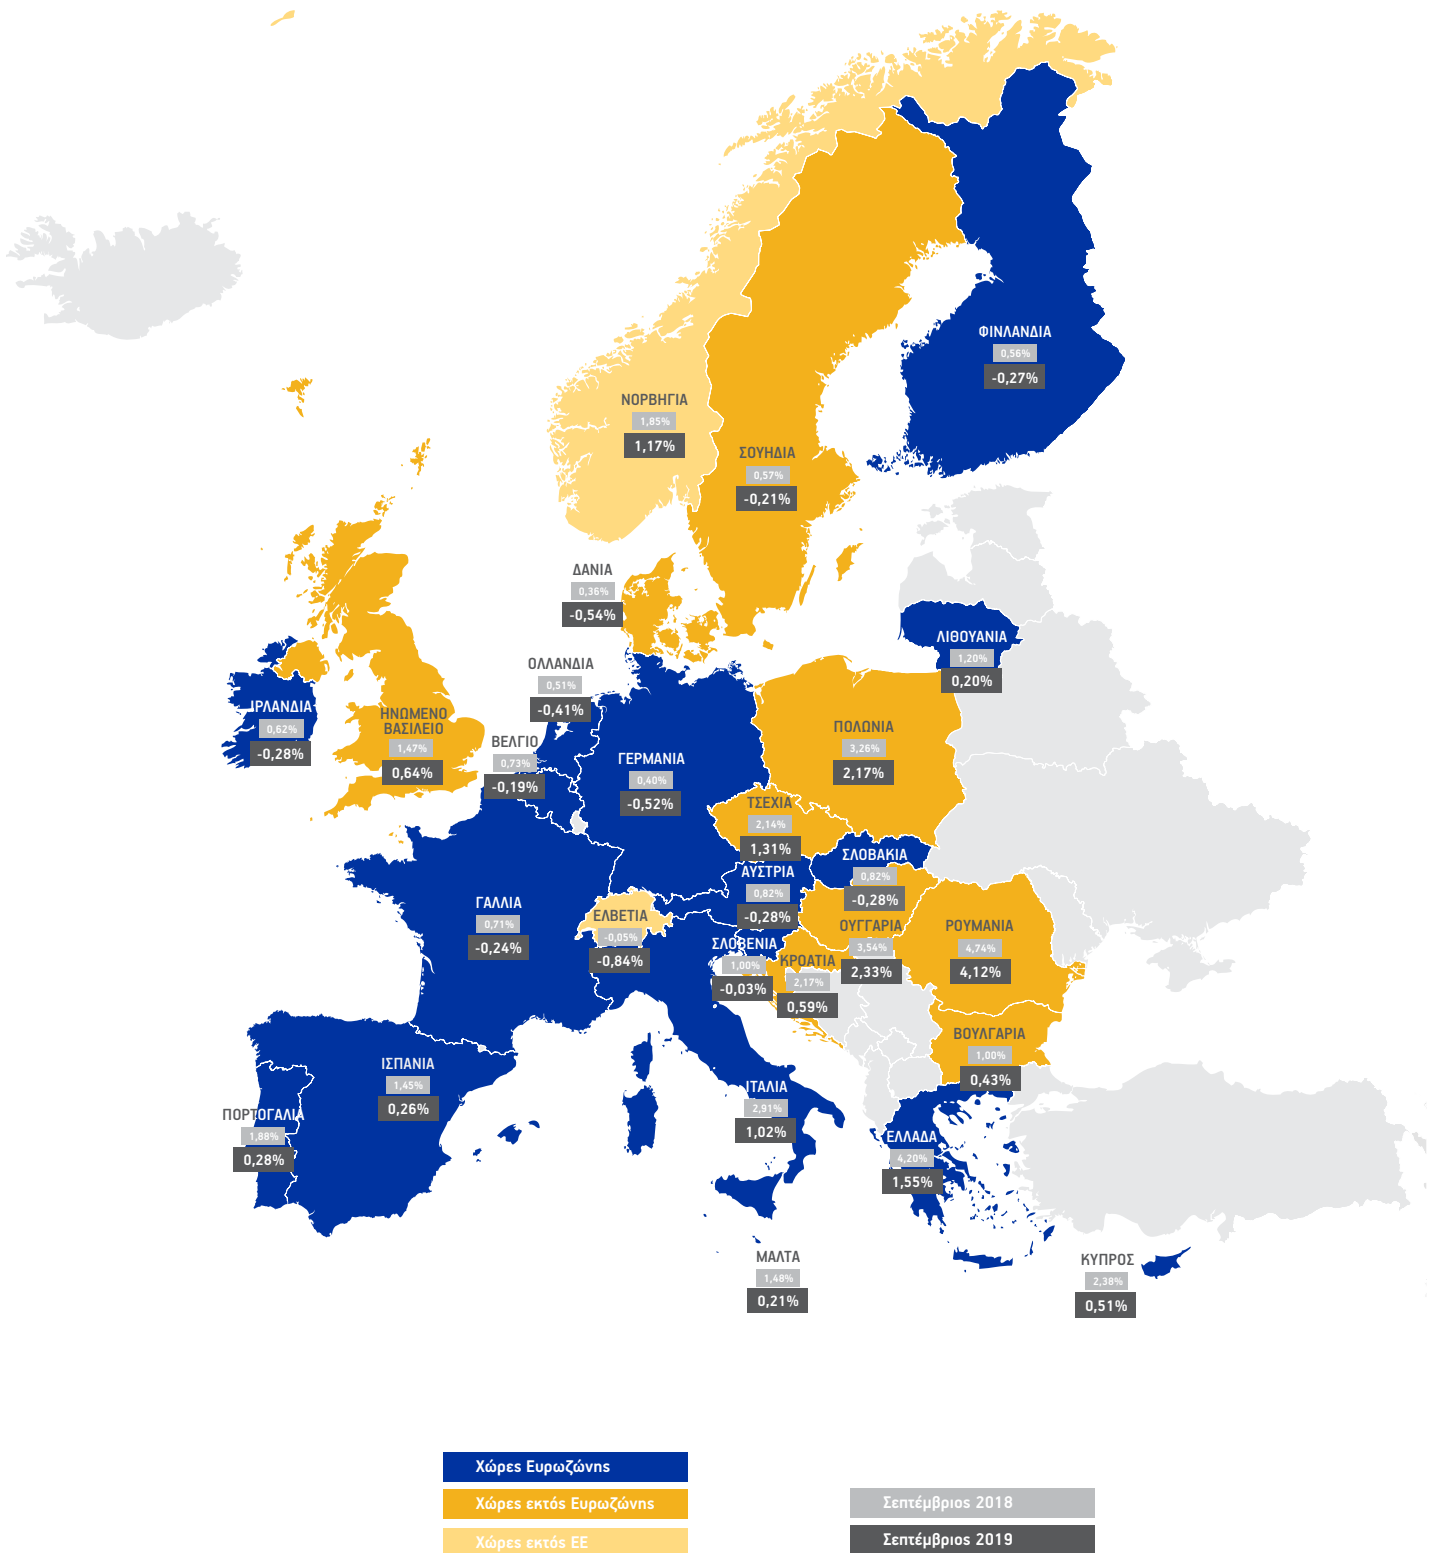 ΦΙΝΛΑΝΔΙΑ
0,56%
-0,27%
ΝΟΡΒΗΓΙΑ
1,85%
1,17%
ΣΟΥΗΔΙΑ
0,57%
-0,21%
ΔΑΝΙΑ
0,36%
-0,54%
ΛΙΘΟΥΑΝΙΑ
1,20%
0,20%
ΟΛΛΑΝΔΙΑ
0,51%
-0,41%
ΙΡΛΑΝΔΙΑ
0,62%
-0,28%
ΗΝΩΜΕΝΟ
ΒΑΣΙΛΕΙΟ
1,47%
0,64%
ΒΕΛΓΙΟ
0,73%
-0,19%
ΓΕΡΜΑΝΙΑ
0,40%
-0,52%
ΠΟΛΩΝΙΑ
3,26%
2,17%
ΤΣΕΧΙΑ
2,14%
1,31%
ΣΛΟΒΑΚΙΑ
0,82%
-0,28%
ΑΥΣΤΡΙΑ
0,82%
-0,28%
ΓΑΛΛΙΑ
0,71%
-0,24%
ΕΛΒΕΤΙΑ
-0,05%
-0,84%
ΟΥΓΓΑΡΙΑ
3,54%
2,33%
ΡΟΥΜΑΝΙΑ
4,74%
4,12%
ΣΛΟΒΕΝΙΑ
1,00%
-0,03%
ΚΡΟΑΤΙΑ
2,17%
0,59%
ΒΟΥΛΓΑΡΙΑ
1,00%
0,43%
ΙΣΠΑΝΙΑ
1,45%
0,26%
ΙΤΑΛΙΑ
2,91%
1,02%
ΠΟΡΤΟΓΑΛΙΑ
1,88%
0,28%
ΕΛΛΑΔΑ
4,20%
1,55%
ΜΑΛΤΑ
1,48%
0,21%
ΚΥΠΡΟΣ
2,38%
0,51%
Χώρες Ευρωζώνης
Χώρες εκτός Ευρωζώνης
Χώρες εκτός ΕΕ
Σεπτέμβριος 2018
Σεπτέμβριος 2019